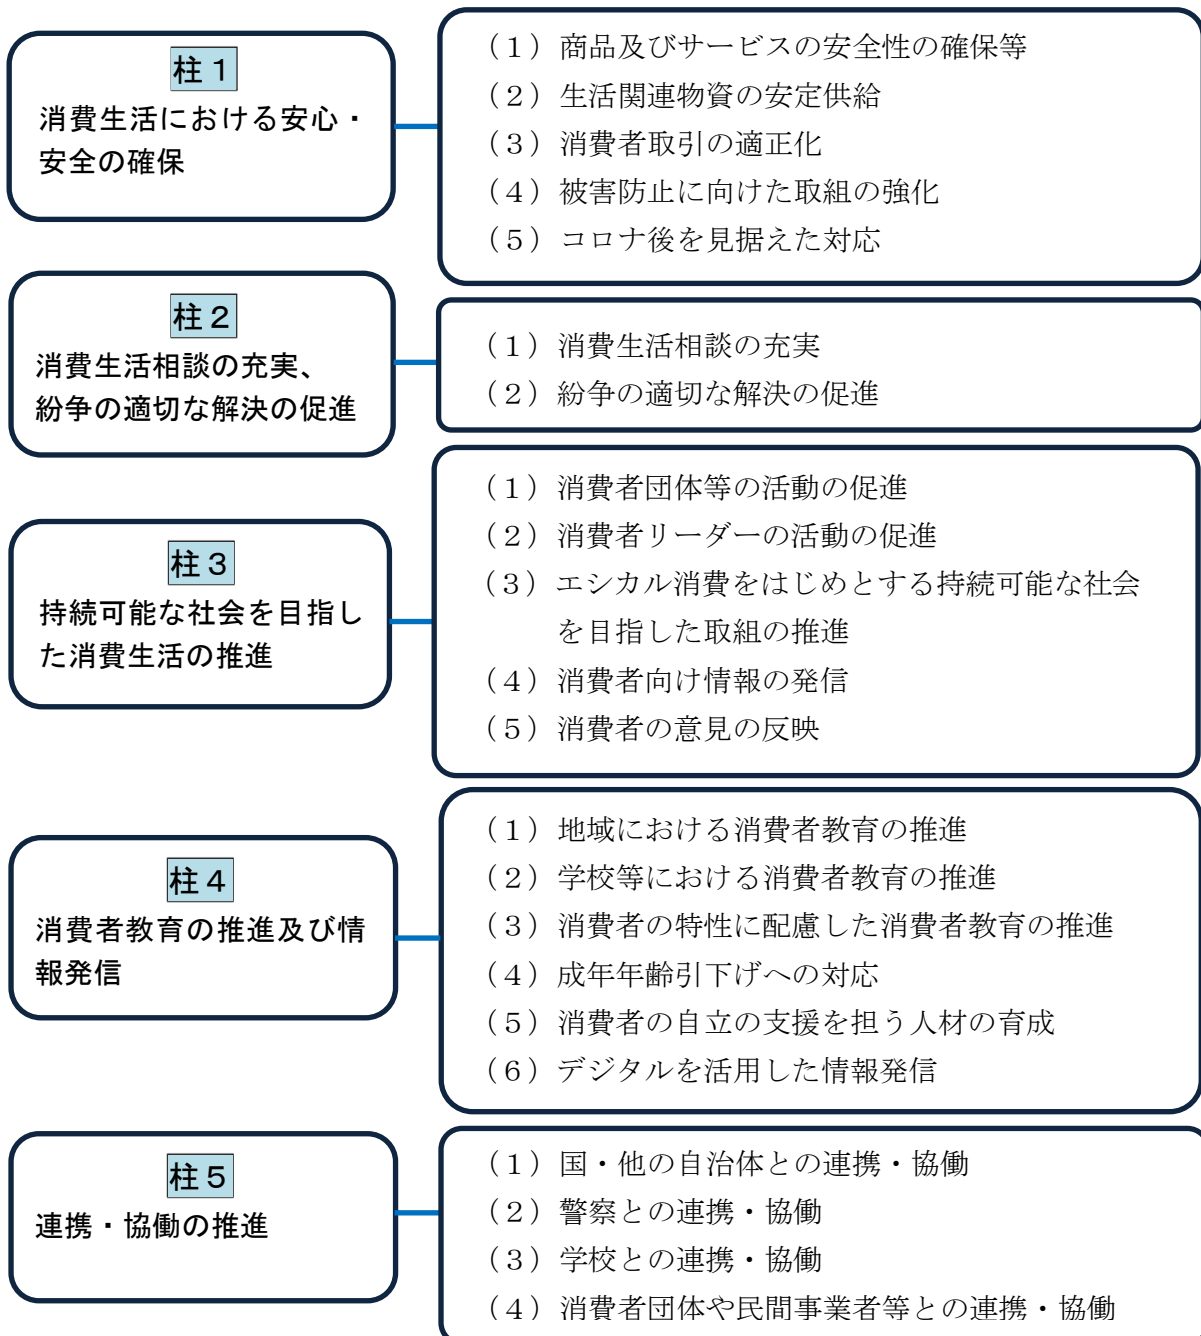 柱１
消費生活における安心・
安全の確保
（１）商品及びサービスの安全性の確保等
（２）生活関連物資の安定供給
（３）消費者取引の適正化
（４）被害防止に向けた取組の強化
（５）コロナ後を見据えた対応
柱２
消費生活相談の充実、
紛争の適切な解決の促進
（１）消費生活相談の充実
（２）紛争の適切な解決の促進
柱３
持続可能な社会を目指し
た消費生活の推進
（１）消費者団体等の活動の促進
（２）消費者リーダーの活動の促進
（３）エシカル消費をはじめとする持続可能な社会
を目指した取組の推進
（４）消費者向け情報の発信
（５）消費者の意見の反映
柱４
消費者教育の推進及び情
報発信
（１）地域における消費者教育の推進
（２）学校等における消費者教育の推進
（３）消費者の特性に配慮した消費者教育の推進
（４）成年年齢引下げへの対応
（５）消費者の自立の支援を担う人材の育成
（６）デジタルを活用した情報発信
柱５
連携・協働の推進
（１）国・他の自治体との連携・協働
（２）警察との連携・協働
（３）学校との連携・協働
（４）消費者団体や民間事業者等との連携・協働